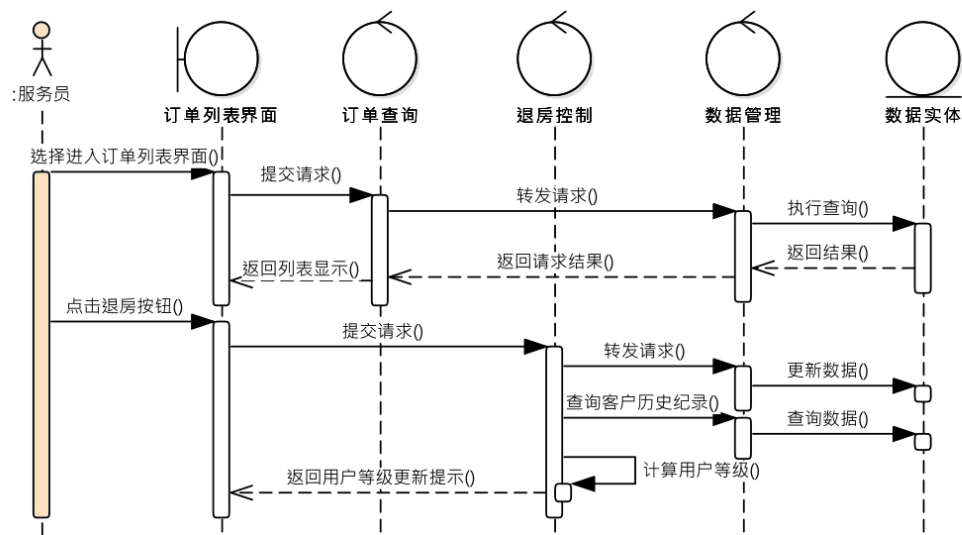 :服务员
订单列表界面
订单查询
退房控制
数据管理
数据实体
选择进入订单列表界面()
提交请求()
转发请求()
执行查询()
返回结果()
返回请求结果()
返回列表显示()
点击退房按钮()
提交请求()
转发请求()
更新数据()
查询客户历史纪录()
查询数据()
计算用户等级()
返回用户等级更新提示()